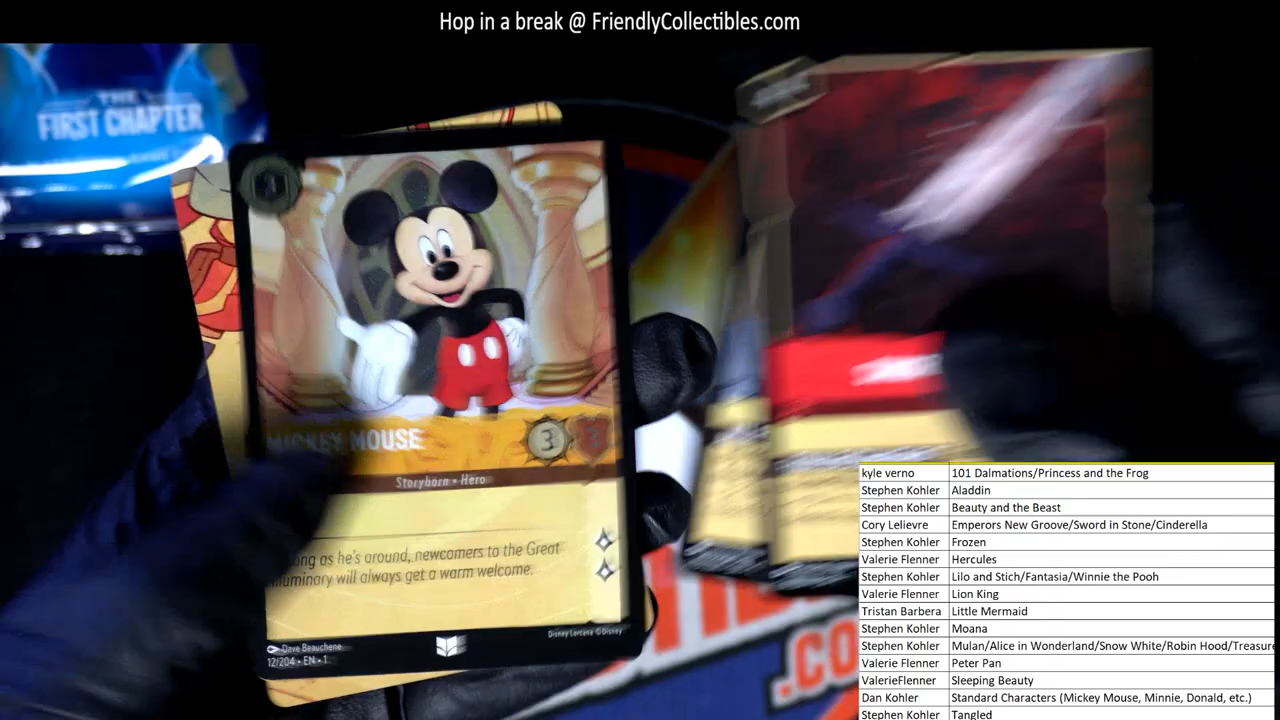 Hop in a break @ FriendlyCollectibles.com
THE
FIRST CHAPTER
MICKEY MOUSE
3
3
Storyborn • Hero
as he's around, newcomers to the Great
will always get a warm welcome.
Dave Beauchene
Disney Lorcana ©Disney
12/204 • EN • 1
.CO
kyle verno 101 Dalmations/Princess and the Frog
Stephen Kohler Aladdin
Stephen Kohler Beauty and the Beast
Cory Lelievre Emperors New Groove/Sword in Stone/Cinderella
Stephen Kohler Frozen
Valerie Flenner Hercules
Stephen Kohler Lilo and Stich/Fantasia/Winnie the Pooh
Valerie Flenner Lion King
Tristan Barbera Little Mermaid
Stephen Kohler Moana
Stephen Kohler Mulan/Alice in Wonderland/Snow White/Robin Hood/Treasure
Valerie Flenner Peter Pan
ValerieFlenner Sleeping Beauty
Dan Kohler Standard Characters (Mickey Mouse, Minnie, Donald, etc.)
Stephen Kohler Tangled